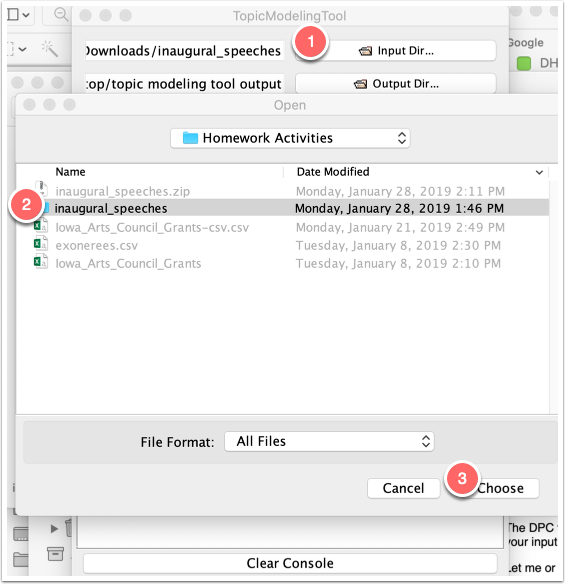 TopicModelingTool
Google
Downloads/inaugural_speeches
1
Input Dir...
DH
top/topic modeling tool output
Output Dir...
Open
Homework Activities
Name
Date Modified
inaugural_speeches.zip
Monday, January 28, 2019 2:11 PM
2
inaugural_speeches
Monday, January 28, 2019 1:46 PM
Iowa_Arts_Council_Grants-csv.csv
Monday, January 21, 2019 2:49 PM
exonerees.csv
Tuesday, January 8, 2019 2:30 PM
Iowa_Arts_Council_Grants
Tuesday, January 8, 2019 2:10 PM
File Format:
All Files
3
Cancel
Choose
The DPC
your input
Let me or
Clear Console